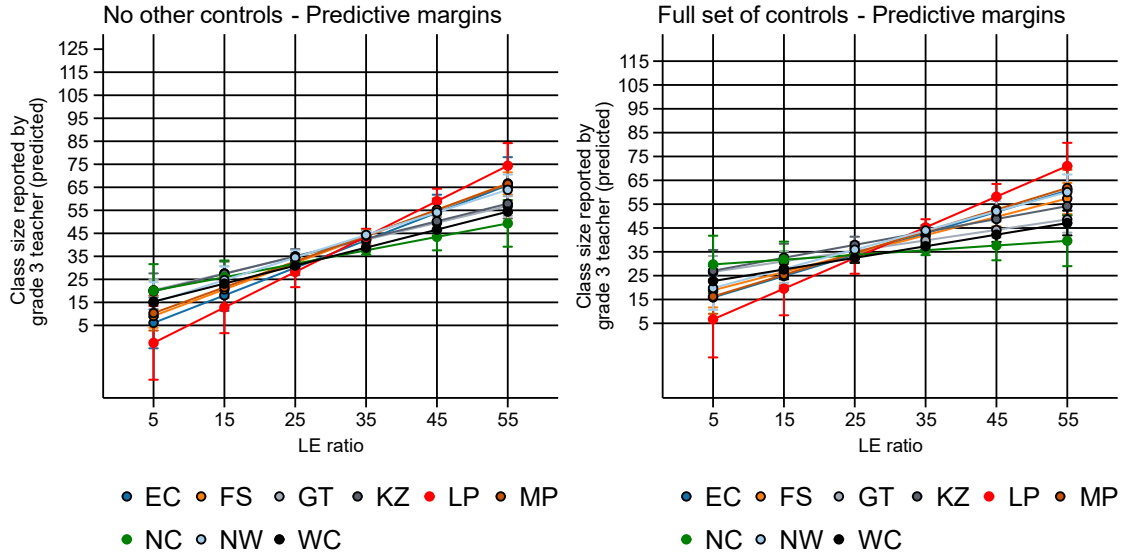 No other controls - Predictive margins
Class size reported by
grade 3 teacher (predicted)
125
115
105
95
85
75
65
55
45
35
25
15
5
5 15 25 35 45 55
LE ratio
EC FS GT KZ LP MP
NC NW WC
Full set of controls - Predictive margins
Class size reported by
grade 3 teacher (predicted)
115
105
95
85
75
65
55
45
35
25
15
5
5 15 25 35 45 55
LE ratio
EC FS GT KZ LP MP
NC NW WC